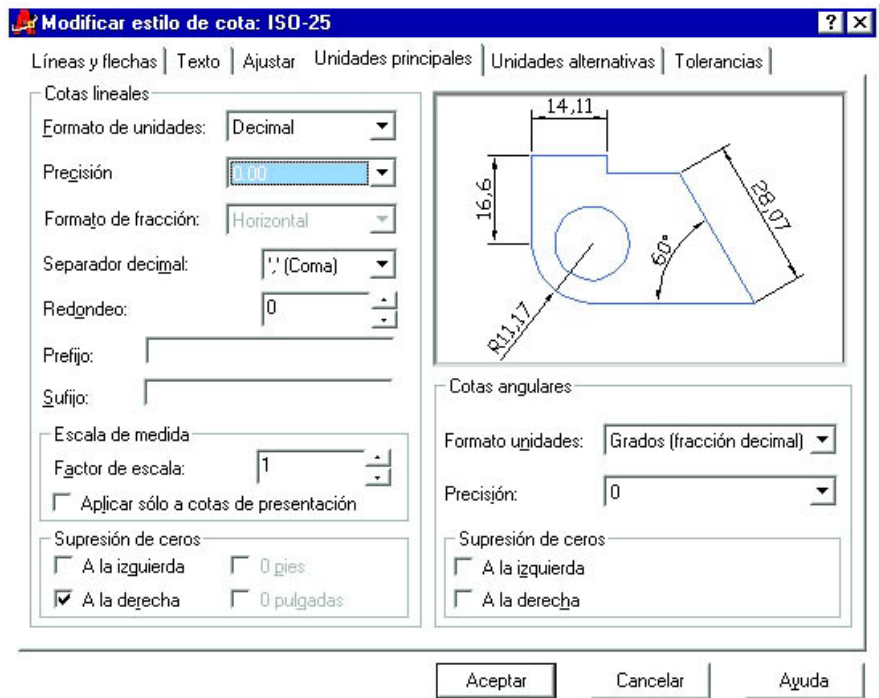 Modificar estilo de cota: ISO-25
Líneas y flechas
Texto
Ajustar
Unidades principales
Unidades alternativas
Tolerancias
Cotas lineales
Formato de unidades: Decimal
Precisión 0.00
Formato de fracción: Horizontal
Separador decimal: ',' (Coma)
Redondeo: 0
Prefijo:
Sufijo:
Escala de medida
Factor de escala: 1
Aplicar sólo a cotas de presentación
Supresión de ceros
A la izguierda
0 pies
A la derecha
0 pulgadas
14,11
16,6
28,07
60°
R11,17
Cotas angulares
Formato unidades: Grados (fracción decimal)
Precisión: 0
Supresión de ceros
A la izquierda
A la derecha
Aceptar
Cancelar
Ayuda